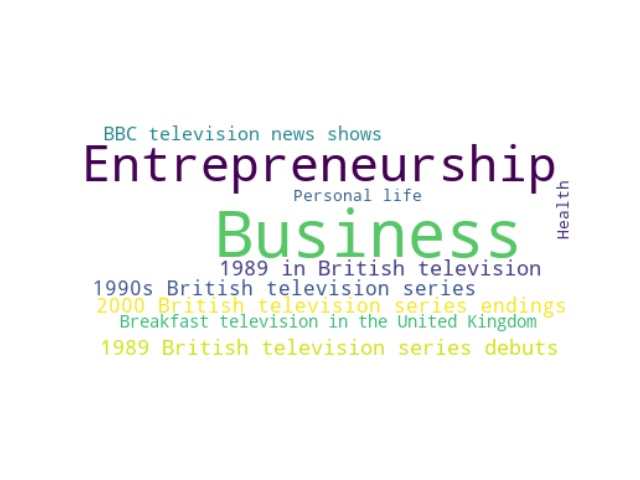 BBC television news shows
Entrepreneurship
Personal life
Health
Business
1989 in British television
1990s British television series
2000 British television series endings
Breakfast television in the United Kingdom
1989 British television series debuts